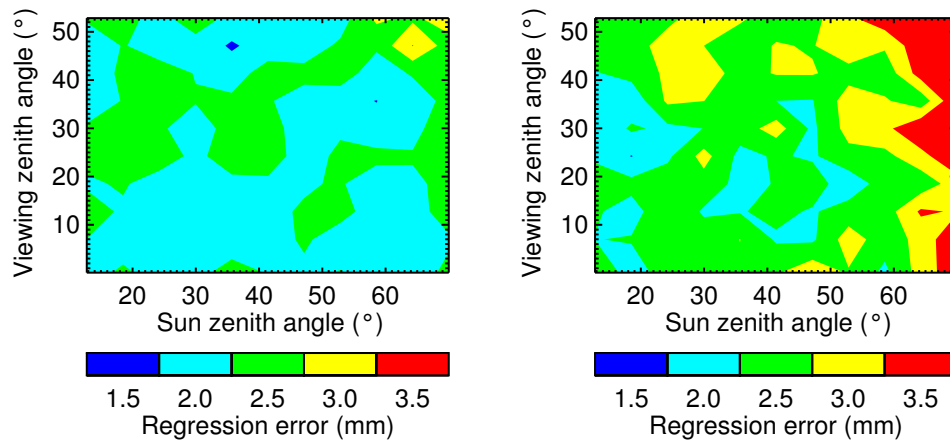 Viewing zenith angle (°)
50
40
30
20
10
20 30 40 50 60
Sun zenith angle (°)
1.5 2.0 2.5 3.0 3.5
Regression error (mm)
Viewing zenith angle (°)
50
40
30
20
10
20 30 40 50 60
Sun zenith angle (°)
1.5 2.0 2.5 3.0 3.5
Regression error (mm)